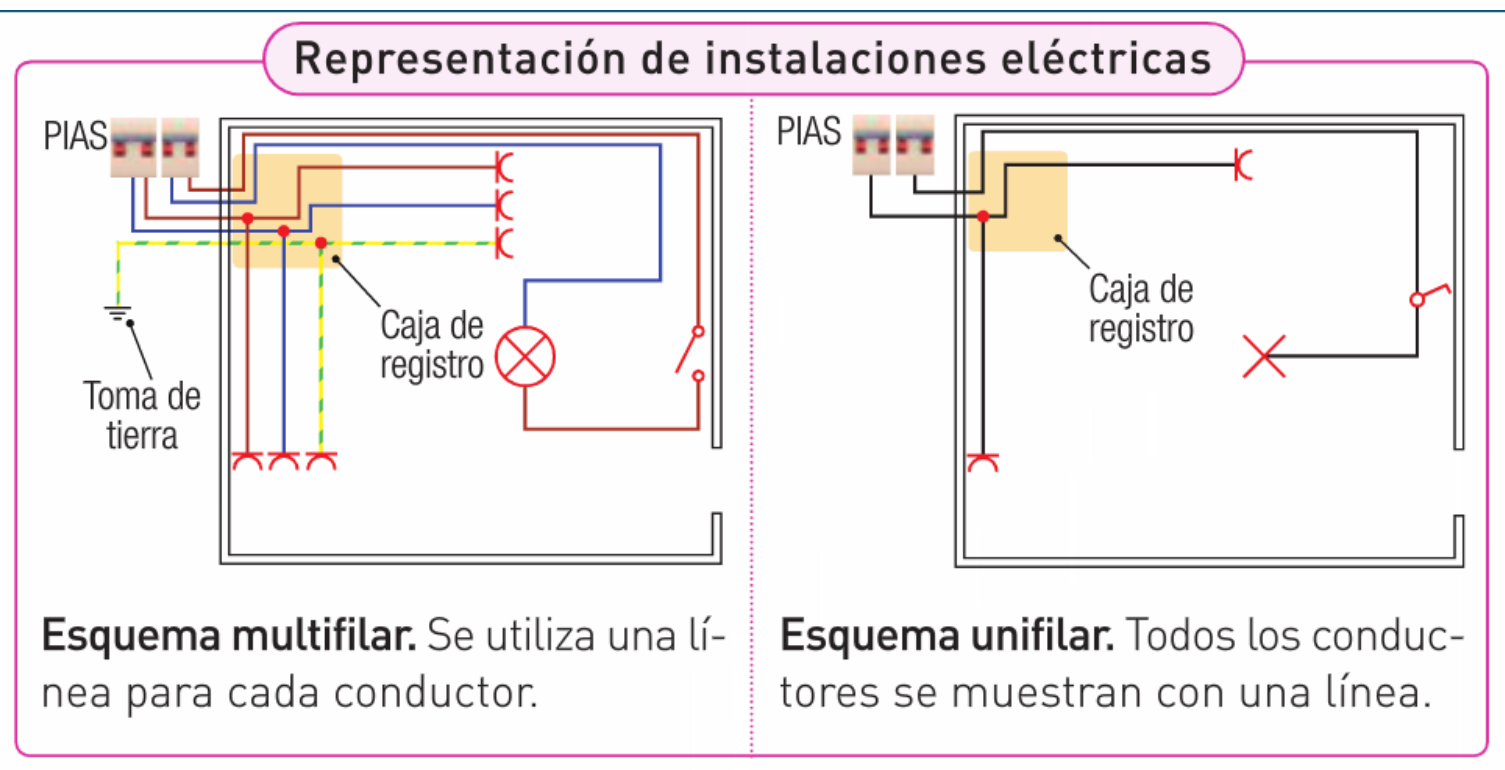 Representación de instalaciones eléctricas
PIAS
Caja de
registro
Toma de
tierra
Esquema multifilar. Se utiliza una lí-
nea para cada conductor.
PIAS
Caja de
registro
Esquema unifilar. Todos los conduc-
tores se muestran con una línea.